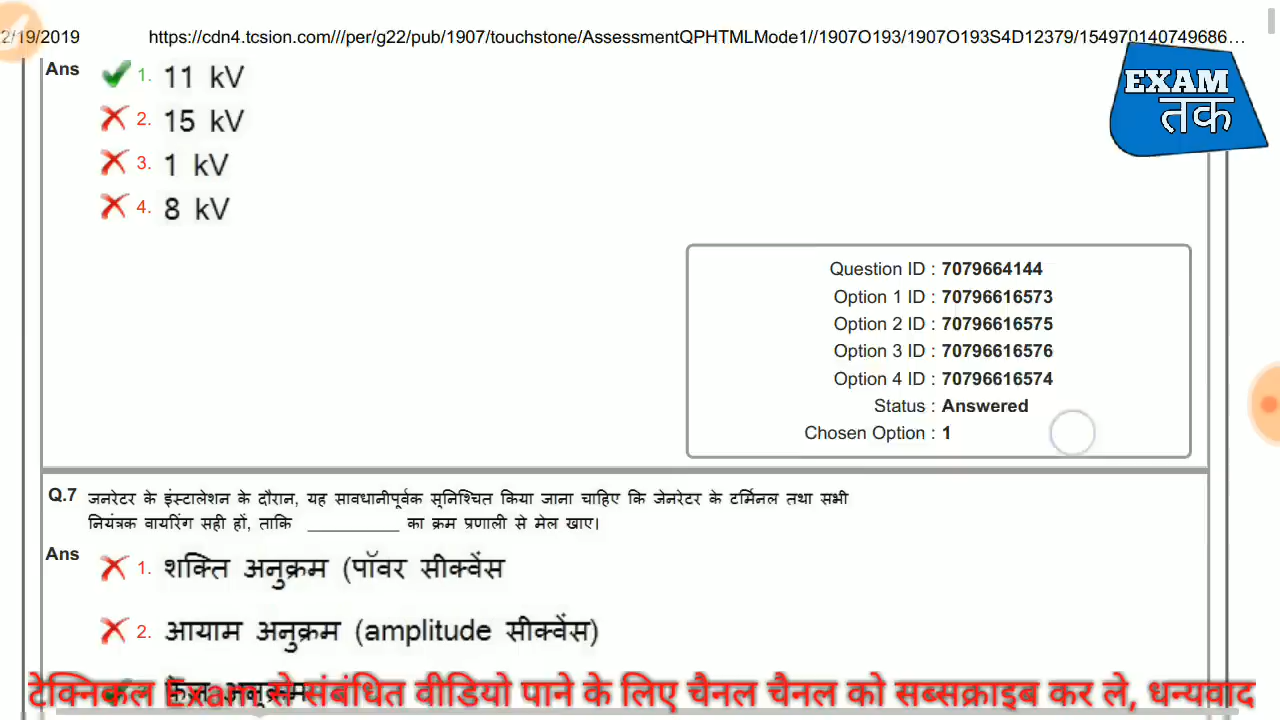 2/19/2019 https://cdn4.tcsion.com///per/g22/pub/1907/touchstone/AssessmentQPHTMLMode1//1907O193/1907O193S4D12379/154970140749686…
EXAM
तक
Ans
1. 11 kV
2. 15 kV
3. 1 kV
4. 8 kV
Question ID : 7079664144
Option 1 ID : 70796616573
Option 2 ID : 70796616575
Option 3 ID : 70796616576
Option 4 ID : 70796616574
Status : Answered
Chosen Option : 1
Q.7 जनरेटर के इंस्टालेशन के दौरान, यह सावधानीपूर्वक सुनिश्चित किया जाना चाहिए कि जेनरेटर के टर्मिनल तथा सभी
नियंत्रक वायरिंग सही हों, ताकि __________ का क्रम प्रणाली से मेल खाए।
Ans
1. शक्ति अनुक्रम (पॉवर सीक्वेंस
2. आयाम अनुक्रम (amplitude सीक्वेंस)
फेज अनुक्रम
टेक्निकल Exam से संबंधित वीडियो पाने के लिए चैनल चैनल को सब्सक्राइब कर ले, धन्यवाद